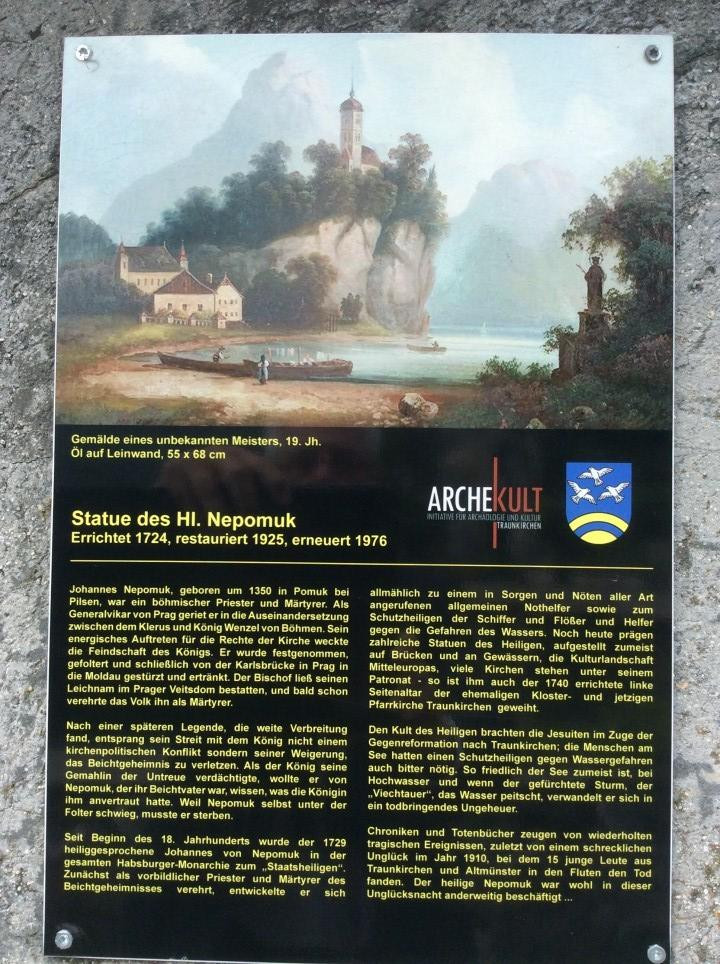 Gemälde eines unbekannten Meisters, 19. Jh.
Öl auf Leinwand, 55 x 68 cm
ARCHEKULT
INITIATIVE FÜR ARCHÄOLOGIE UND KULTUR
TRAUNKIRCHEN
Statue des Hl. Nepomuk
Errichtet 1724, restauriert 1925, erneuert 1976
Johannes Nepomuk, geboren um 1350 in Pomuk bei
Pilsen, war ein böhmischer Priester und Märtyrer. Als
Generalvikar von Prag geriet er in die Auseinandersetzung
zwischen dem Klerus und König Wenzel von Böhmen. Sein
energisches Auftreten für die Rechte der Kirche weckte
die Feindschaft des Königs. Er wurde festgenommen,
gefoltert und schließlich von der Karlsbrücke in Prag in
die Moldau gestürzt und ertränkt. Der Bischof ließ seinen
Leichnam im Prager Veitsdom bestatten, und bald schon
verehrte das Volk ihn als Märtyrer.
Nach einer späteren Legende, die weite Verbreitung
fand, entsprang sein Streit mit dem König nicht einem
kirchenpolitischen Konflikt sondern seiner Weigerung,
das Beichtgeheimnis zu verletzen. Als der König seine
Gemahlin der Untreue verdächtigte, wollte er von
Nepomuk, der ihr Beichtvater war, wissen, was die Königin
ihm anvertraut hatte. Weil Nepomuk selbst unter der
Folter schwieg, musste er sterben.
Seit Beginn des 18. Jahrhunderts wurde der 1729
heiliggesprochene Johannes von Nepomuk in der
gesamten Habsburger-Monarchie zum „Staatsheiligen“.
Zunächst als vorbildlicher Priester und Märtyrer des
Beichtgeheimnisses verehrt, entwickelte er sich
allmählich zu einem in Sorgen und Nöten aller Art
angerufenen allgemeinen Nothelfer sowie zum
Schutzheiligen der Schiffer und Flößer und Helfer
gegen die Gefahren des Wassers. Noch heute prägen
zahlreiche Statuen des Heiligen, aufgestellt zumeist
auf Brücken und an Gewässern, die Kulturlandschaft
Mitteleuropas, viele Kirchen stehen unter seinem
Patronat - so ist ihm auch der 1740 errichtete linke
Seitenaltar der ehemaligen Kloster- und jetzigen
Pfarrkirche Traunkirchen geweiht.
Den Kult des Heiligen brachten die Jesuiten im Zuge der
Gegenreformation nach Traunkirchen; die Menschen am
See hatten einen Schutzheiligen gegen Wassergefahren
auch bitter nötig. So friedlich der See zumeist ist, bei
Hochwasser und wenn der gefürchtete Sturm, der
„Viechtauer“, das Wasser peitscht, verwandelt er sich in
ein todbringendes Ungeheuer.
Chroniken und Totenbücher zeugen von wiederholten
tragischen Ereignissen, zuletzt von einem schrecklichen
Unglück im Jahr 1910, bei dem 15 junge Leute aus
Traunkirchen und Altmünster in den Fluten den Tod
fanden. Der heilige Nepomuk war wohl in dieser
Unglücksnacht anderweitig beschäftigt ...